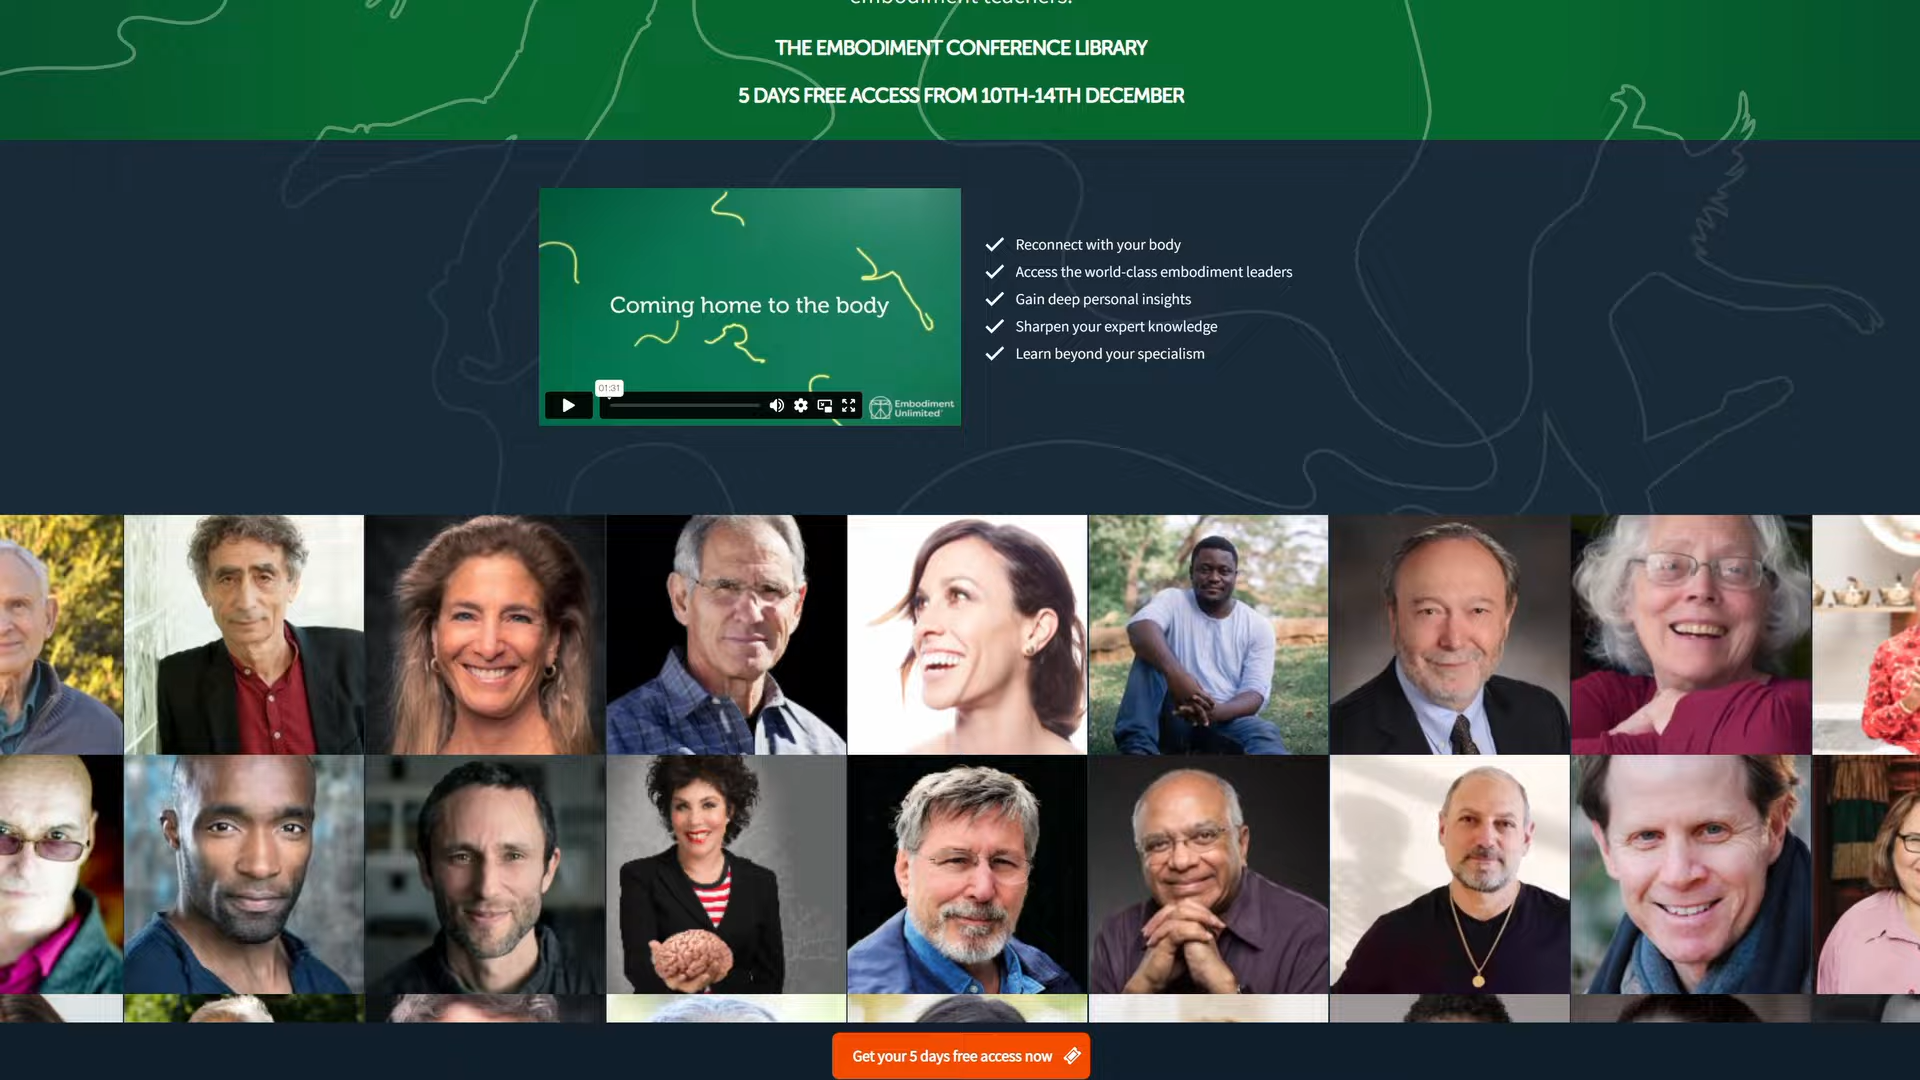 embodiment teachers.
THE EMBODIMENT CONFERENCE LIBRARY
5 DAYS FREE ACCESS FROM 10TH-14TH DECEMBER
Coming home to the body
01:31
Embodiment
Unlimited
Reconnect with your body
Access the world-class embodiment leaders
Gain deep personal insights
Sharpen your expert knowledge
Learn beyond your specialism
Get your 5 days free access now